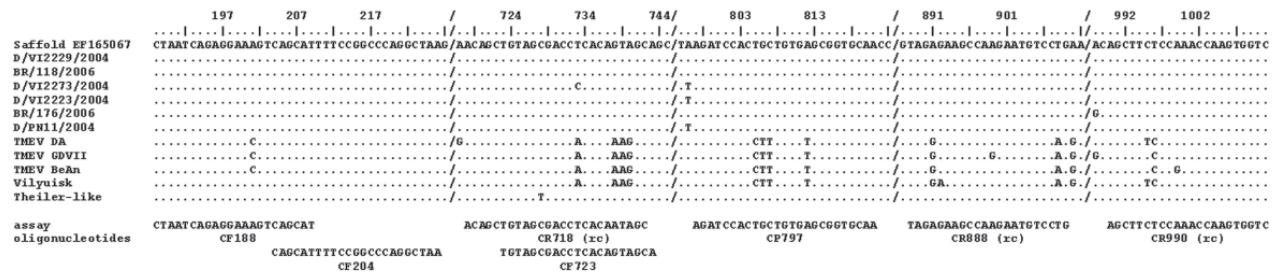 197 207 217 / 724 734 744/ 803 813 / 891 901 / 992 1002
Saffold EF165067 CTAATCAGAGGAAAGTCAGCATTTTCCGGCCCAGGCTAAG/AACAGCTGTAGCGACCTCACAGTAGCAGC/TAAGATCCACTGCTGTGAGCGGTGCAACC/GTAGAGAAGCCAAGAATGTCCTGAA/ACAGCTTCTCCAAACCAAGTGGTC
D/VI2229/2004 ......................................../............................./............................./........................./........................
BR/118/2006 ......................................../............................./............................./........................./........................
D/VI2273/2004 ......................................../................C............/.T.........................../........................./........................
D/VI2223/2004 ......................................../............................./.T.........................../........................./........................
BR/176/2006 ......................................../............................./............................./........................./G.......................
D/PN11/2004 ......................................../............................./.T.........................../........................./........................
TMEV DA .............C........................../G...............A....AAG...../..........CTT....T.........../....G...............A.G../.......TC...............
TMEV GDVII .............C........................../................A....AAG...../..........CTT....T.........../....G.......G.......A.G../G.......C...............
TMEV BeAn .............C........................../................A....AAG...../..........CTT....T.........../....G...............A.G../........C..G............
Vilyuisk ......................................../................A....AAG...../..........CTT....T.........../....GA..............A.G../.......TC...............
Theiler-like ......................................../...........T................./............................./........................./........................
assay CTAATCAGAGGAAAGTCAGCAT ACAGCTGTAGCGACCTCACAATAGC AGATCCACTGCTGTGAGCGGTGCAA TAGAGAAGCCAAGAATGTCCTG AGCTTCTCCAAACCAAGTGGTC
oligonucleotides CF188 CR718 (rc) CP797 CR888 (rc) CR990 (rc)
CAGCATTTTCCGGCCCAGGCTAA TGTAGCGACCTCACAGTAGCA
CF204 CF723